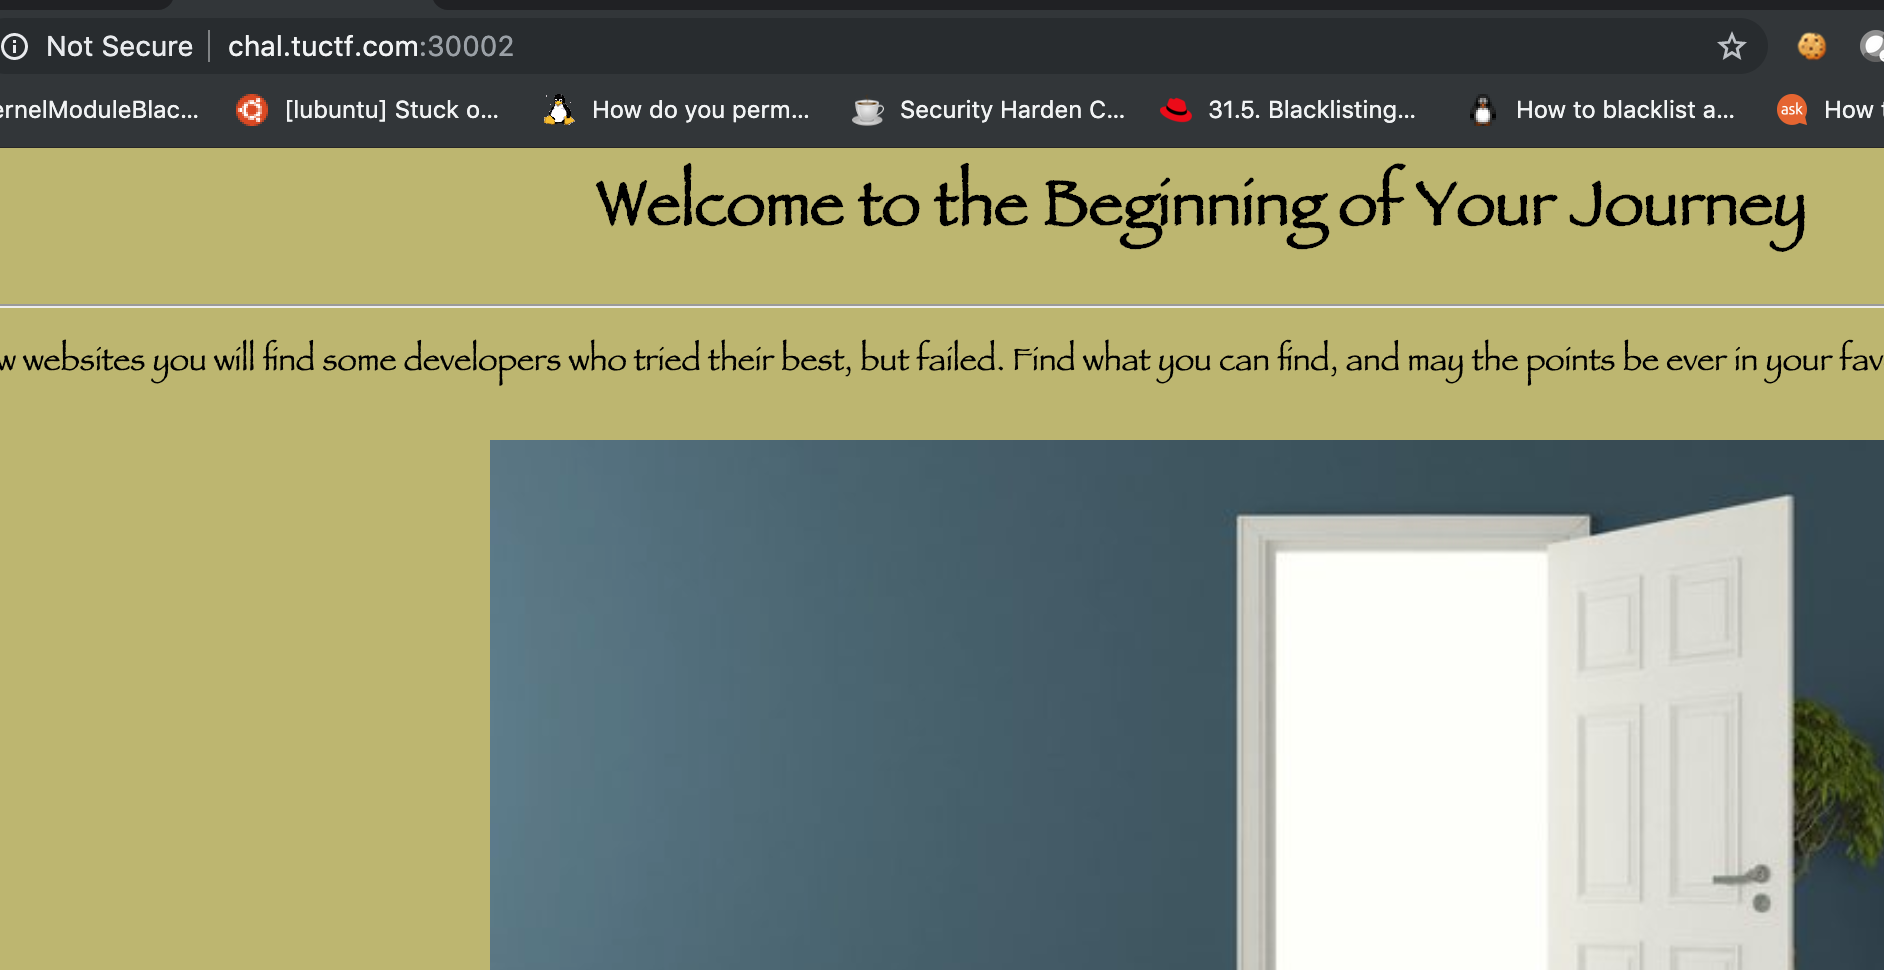 Not Secure chal.tuctf.com:30002
ernelModuleBlac... [lubuntu] Stuck o... How do you perm... Security Harden C... 31.5. Blacklisting... How to blacklist a... ask How
Welcome to the Beginning of Your Journey
w websites you will find some developers who tried their best, but failed. Find what you can find, and may the points be ever in your fav